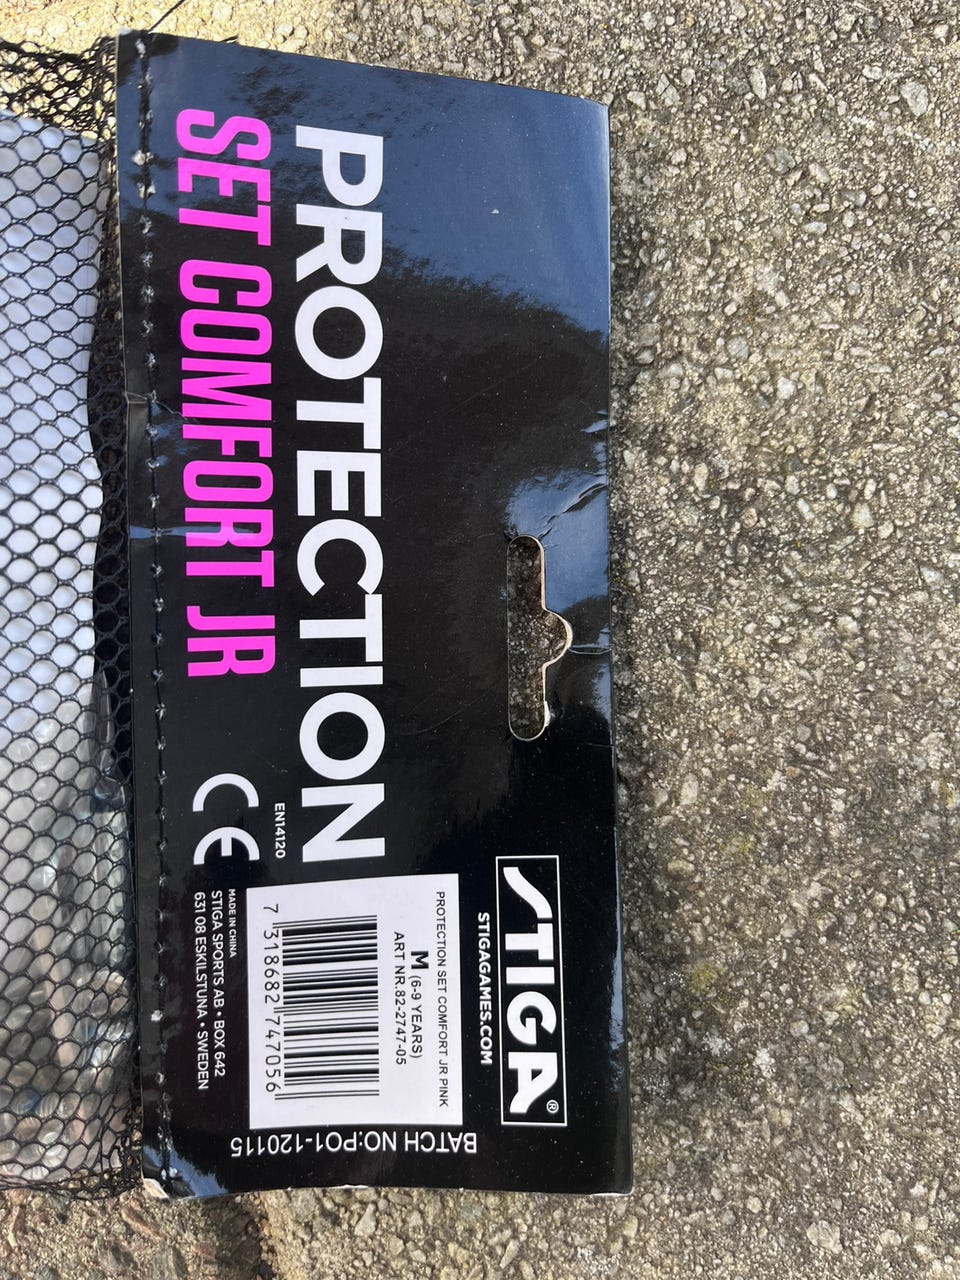 STIGA®
STIGAGAMES.COM
PROTECTION
SET COMFORT JR
EN14120
CE
PROTECTION SET COMFORT JR PINK
M (6-9 YEARS)
ART NR.82-2747-05
7 318682 747056
BATCH NO:PO1-120115
MADE IN CHINA
STIGA SPORTS AB • BOX 642
631 08 ESKILSTUNA • SWEDEN